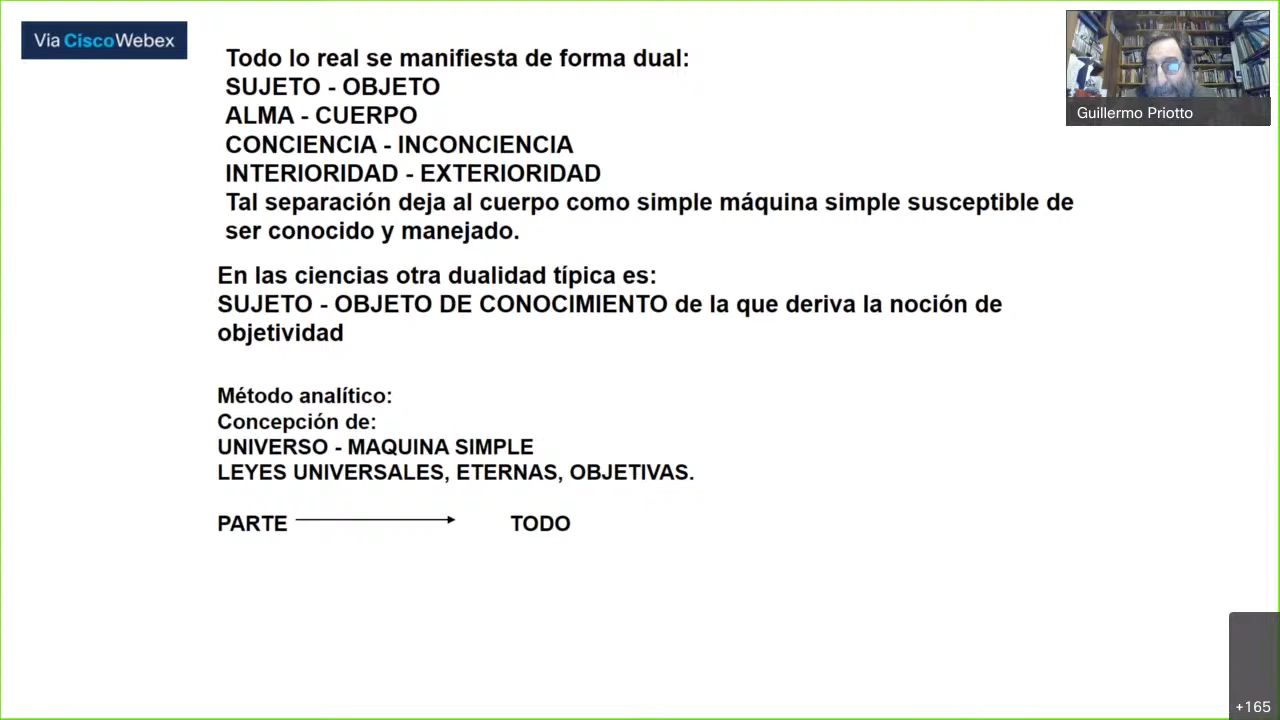 Via CiscoWebex
Todo lo real se manifiesta de forma dual:
SUJETO - OBJETO
ALMA - CUERPO
CONCIENCIA - INCONCIENCIA
INTERIORIDAD - EXTERIORIDAD
Tal separación deja al cuerpo como simple máquina simple susceptible de
ser conocido y manejado.
En las ciencias otra dualidad típica es:
SUJETO - OBJETO DE CONOCIMIENTO de la que deriva la noción de
objetividad
Método analítico:
Concepción de:
UNIVERSO - MAQUINA SIMPLE
LEYES UNIVERSALES, ETERNAS, OBJETIVAS.
PARTE TODO
Guillermo Priotto
+165